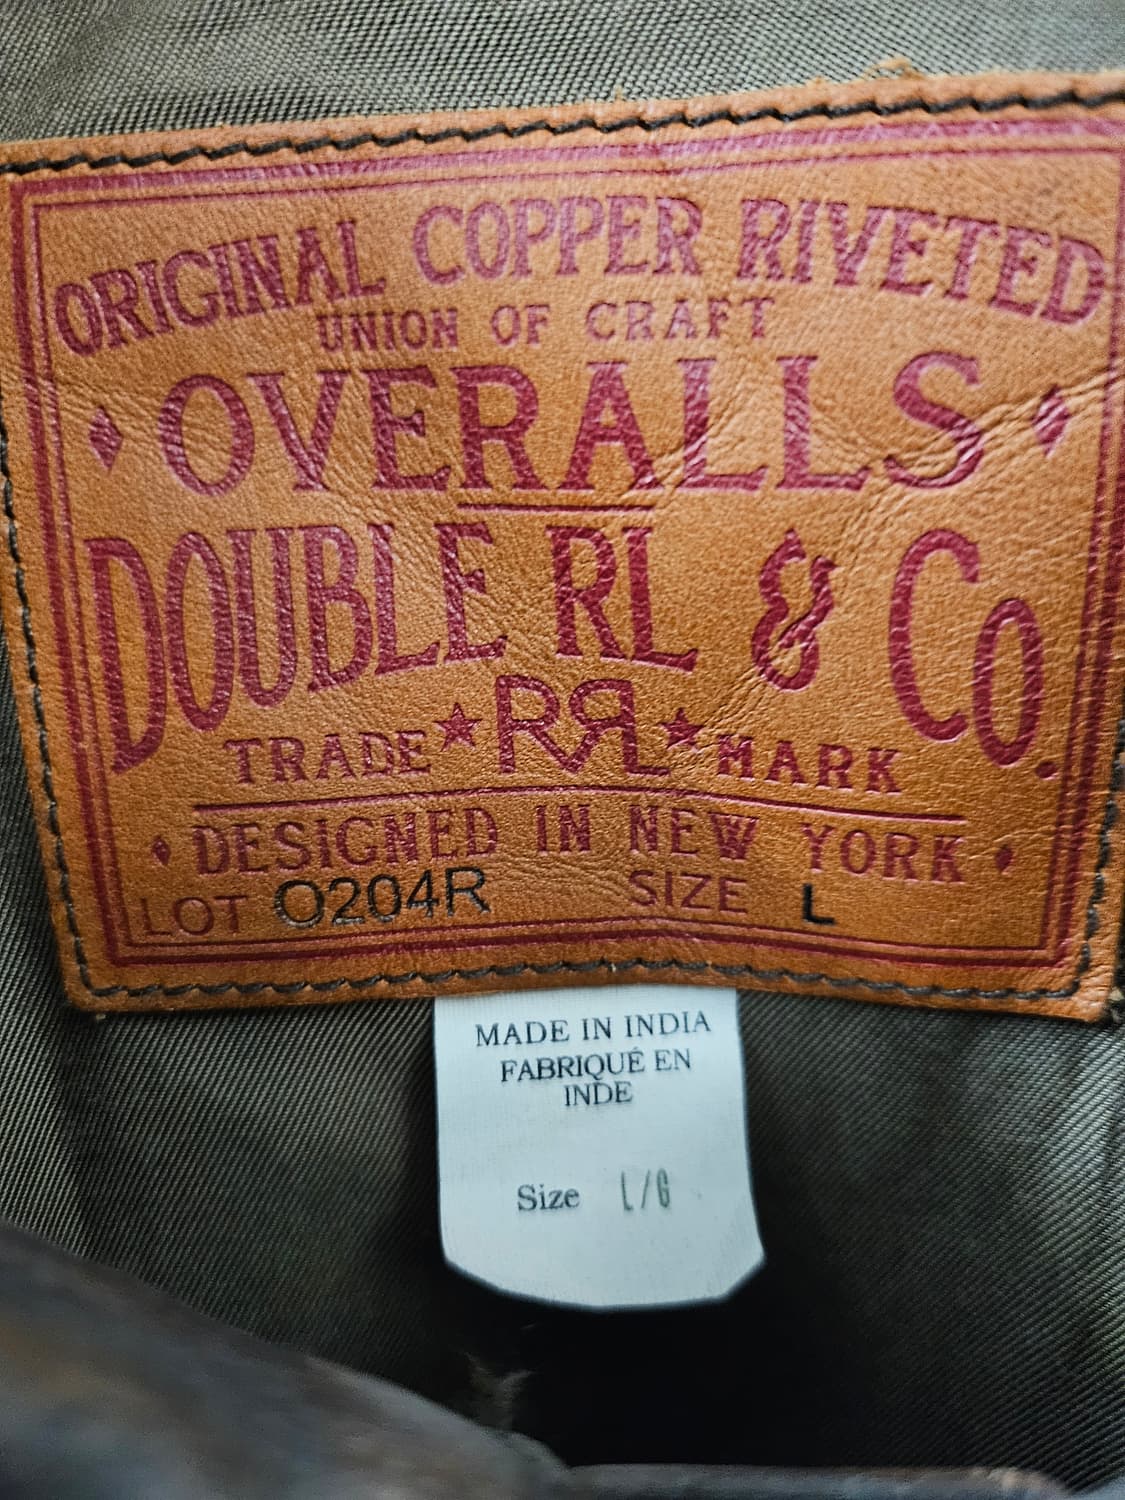 ORIGINAL COPPER RIVETED
UNION OF CRAFT
OVERALLS
DOUBLE RL & CO.
TRADE ★ RRL ★ MARK
DESIGNED IN NEW YORK
LOT O204R SIZE L
MADE IN INDIA
FABRIQUÉ EN
INDE
Size L/G